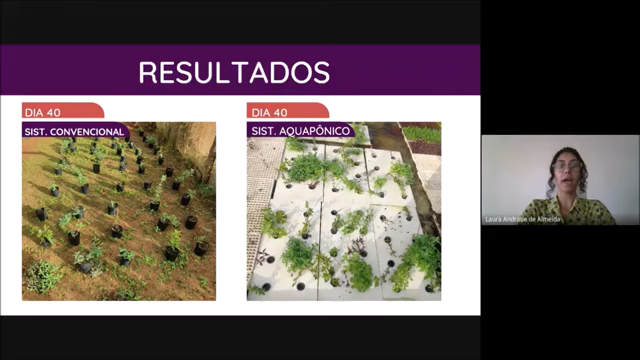 RESULTADOS
DIA 40
SIST. CONVENCIONAL
DIA 40
SIST. AQUAPÔNICO
Laura Andrade de Almeida